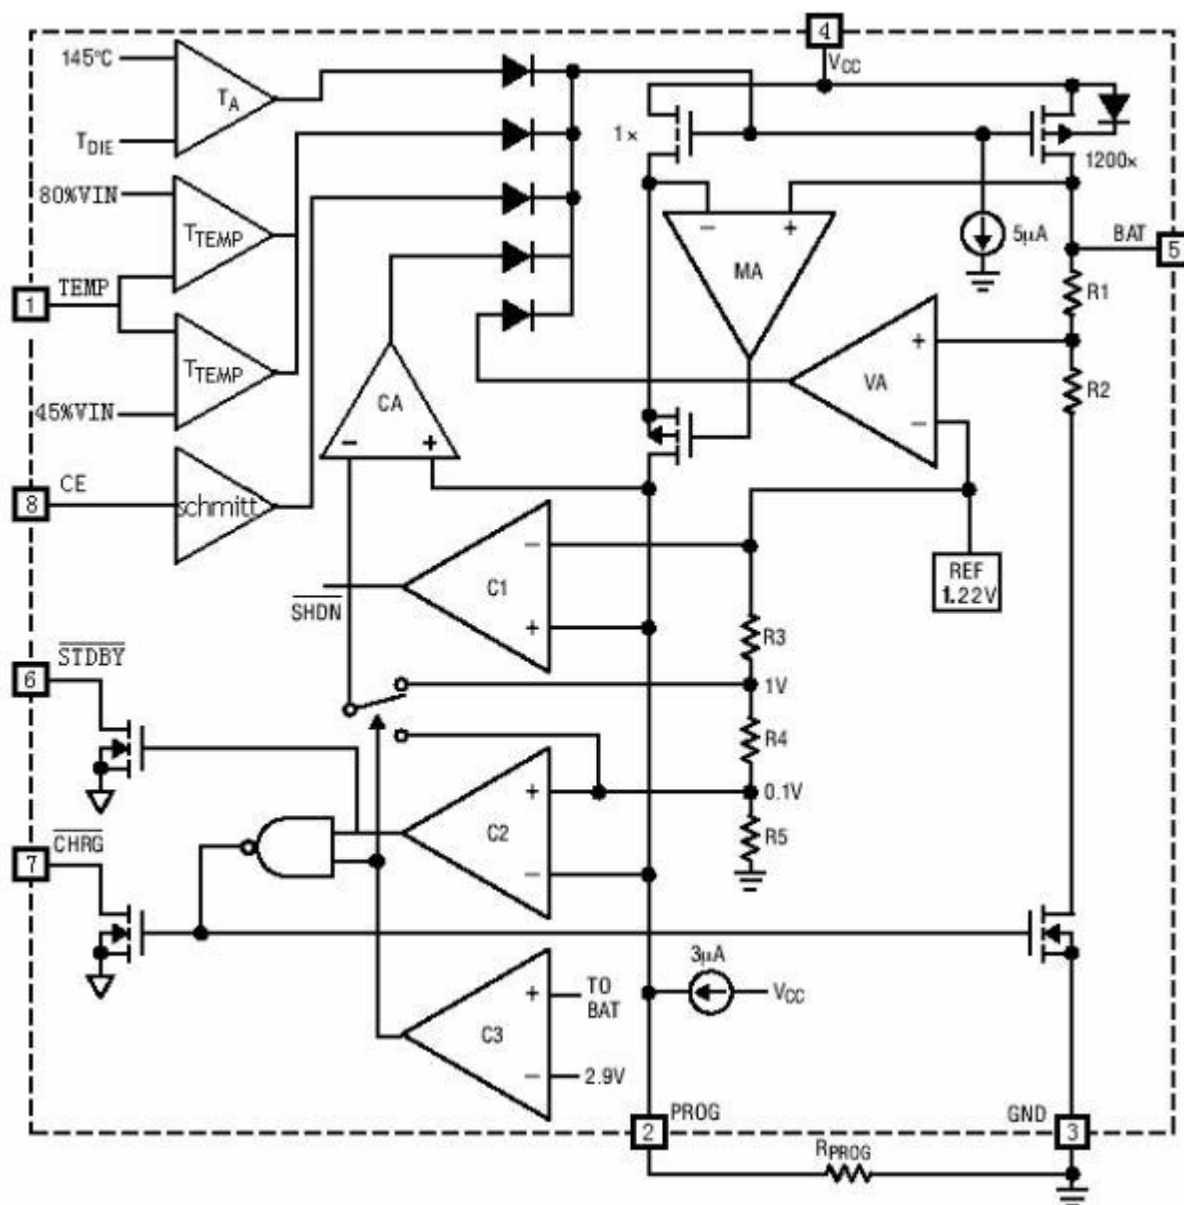 4
VCC
145°C
TA
TDIE
1×
1200×
80%VIN
TTEMP
5µA
BAT
5
− +
MA
1
TEMP
R1
TTEMP
+
VA
−
R2
45%VIN
CA
− +
8
CE
schmitt
−
C1
+
SHDN
REF
1.22V
R3
6
STDBY
1V
R4
+
C2
−
0.1V
R5
7
CHRG
3µA
VCC
+
TO
BAT
C3
−
2.9V
PROG
2
GND
3
RPROG